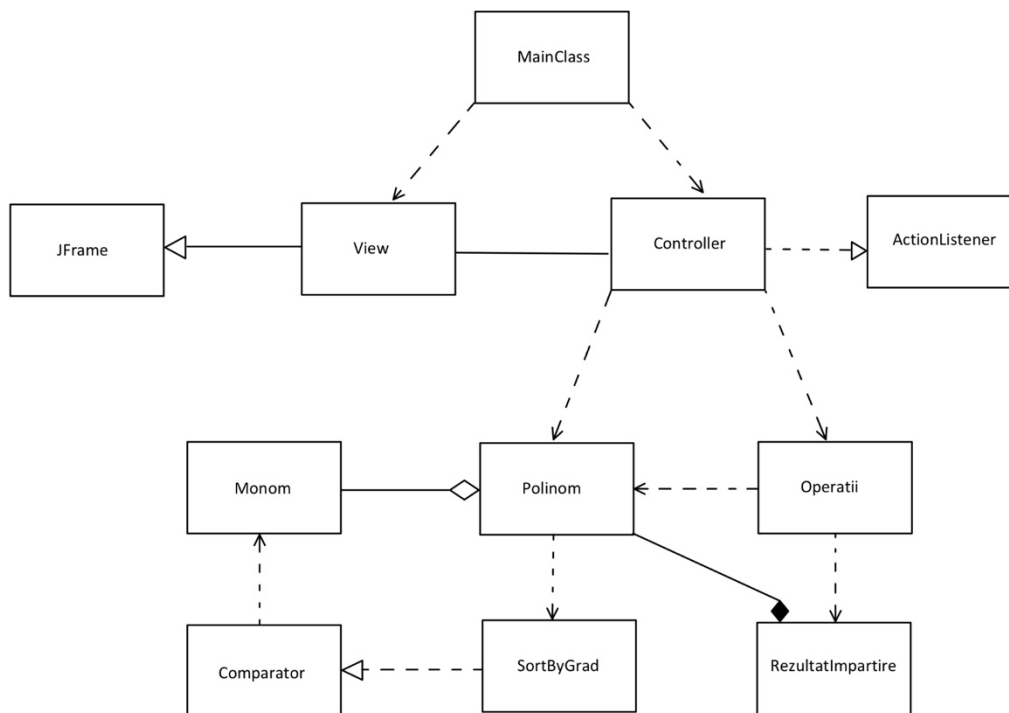 MainClass
JFrame
View
Controller
ActionListener
Monom
Polinom
Operatii
Comparator
SortByGrad
RezultatImpartire